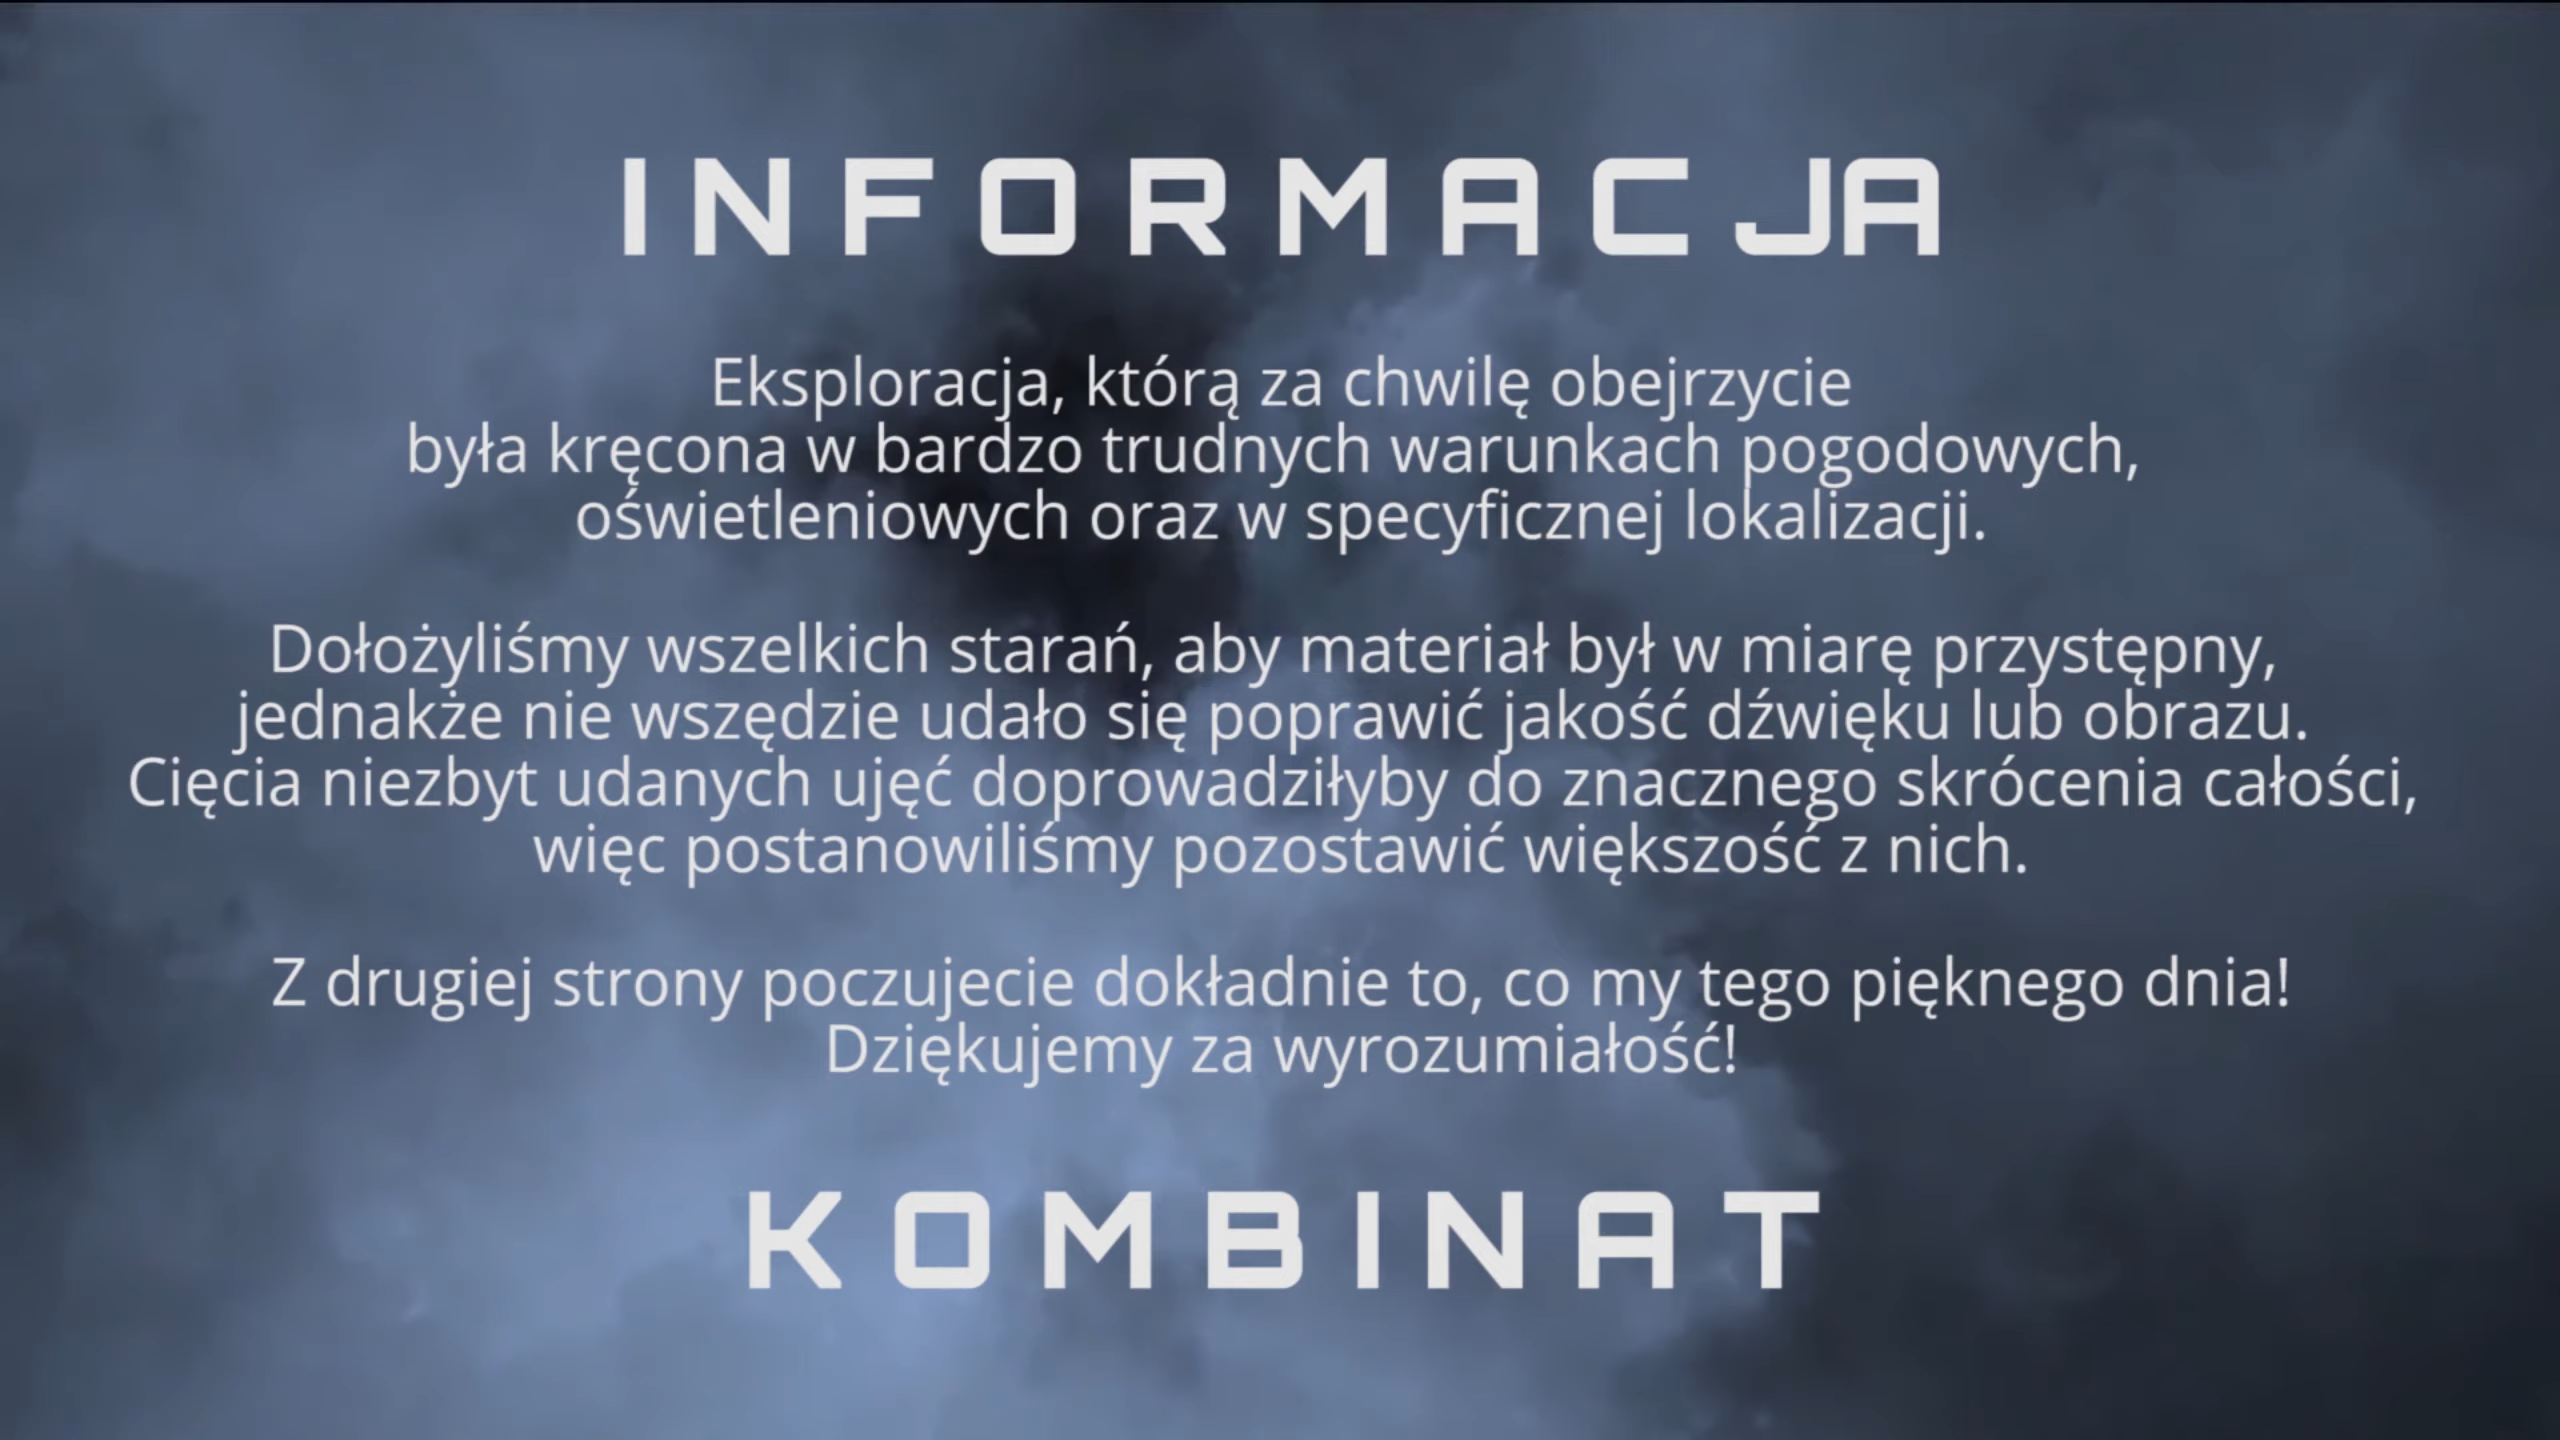 INFORMACJA
Eksploracja, którą za chwilę obejrzycie
była kręcona w bardzo trudnych warunkach pogodowych,
oświetleniowych oraz w specyficznej lokalizacji.
Dołożyliśmy wszelkich starań, aby materiał był w miarę przystępny,
jednakże nie wszędzie udało się poprawić jakość dźwięku lub obrazu.
Cięcia niezbyt udanych ujęć doprowadziłyby do znacznego skrócenia całości,
więc postanowiliśmy pozostawić większość z nich.
Z drugiej strony poczujecie dokładnie to, co my tego pięknego dnia!
Dziękujemy za wyrozumiałość!
KOMBINAT